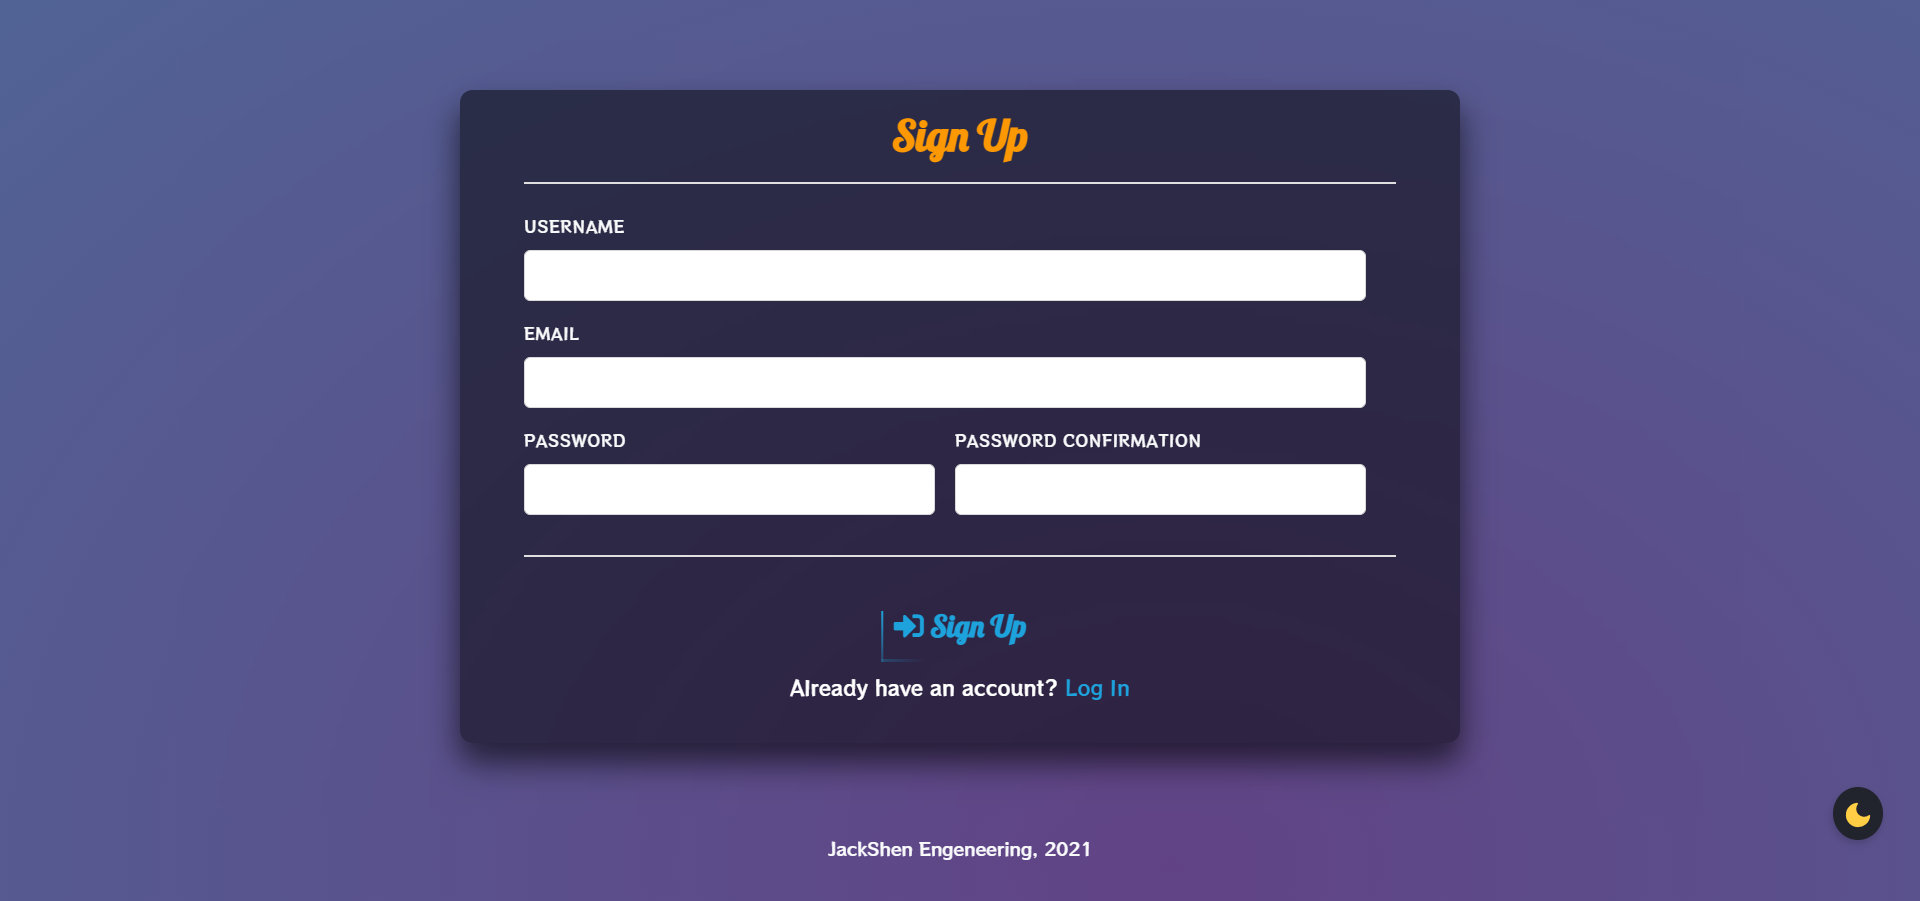 Sign Up
USERNAME
EMAIL
PASSWORD
PASSWORD CONFIRMATION
Sign Up
Already have an account? Log In
JackShen Engeneering, 2021